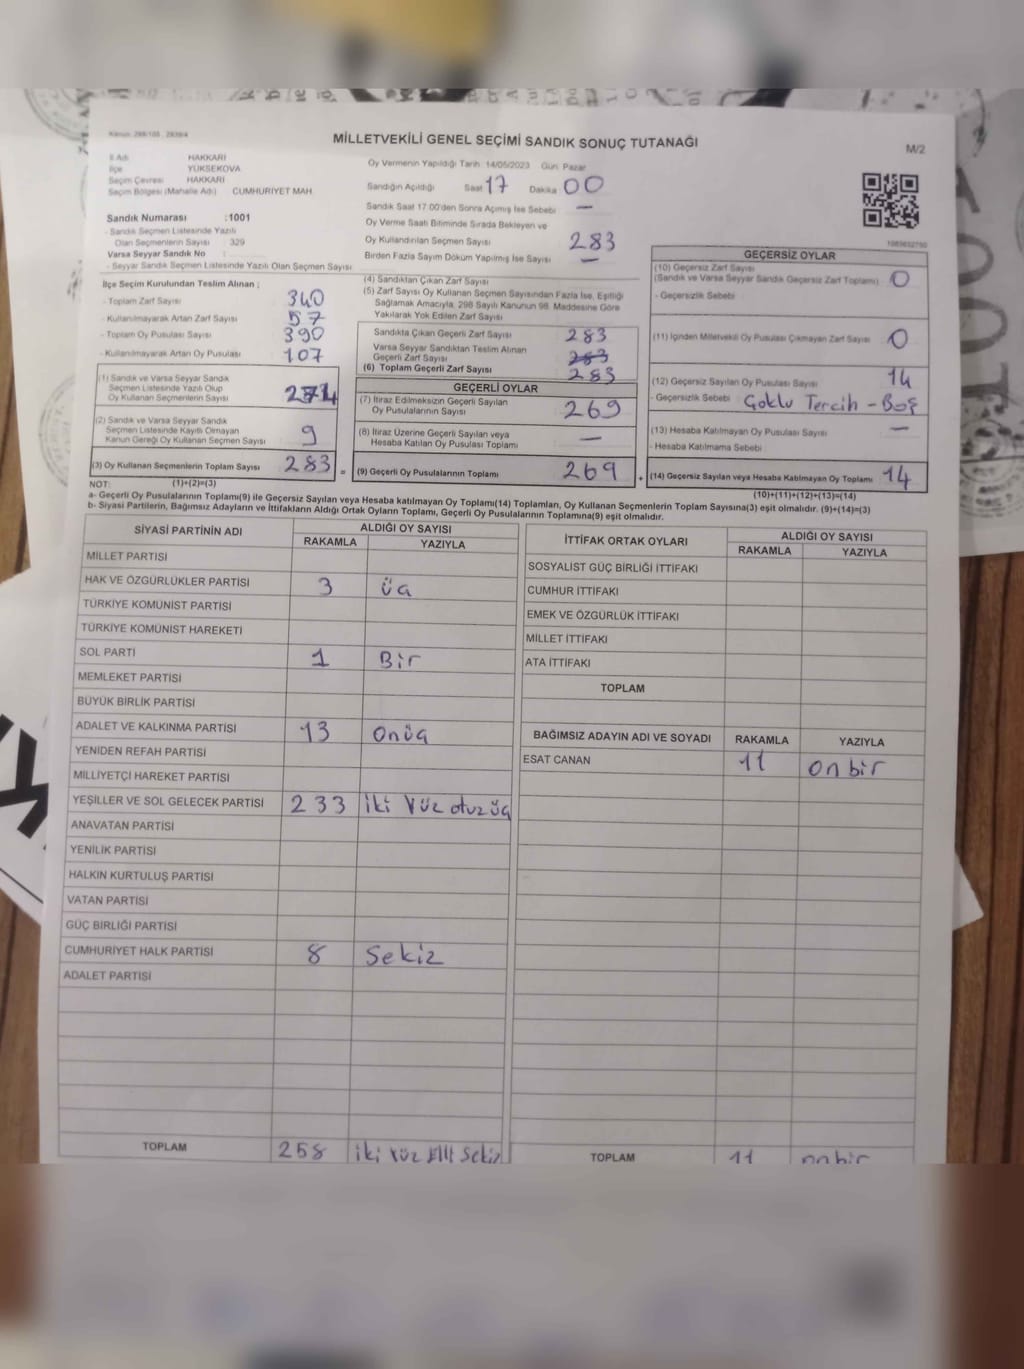 Kanun: 298/105 , 2839/4
MİLLETVEKİLİ GENEL SEÇİMİ SANDIK SONUÇ TUTANAĞI
M/2
İl Adı HAKKARİ
İlçe YÜKSEKOVA
Seçim Çevresi HAKKARİ
Seçim Bölgesi (Mahalle Adı) CUMHURİYET MAH.
Oy Vermenin Yapıldığı Tarih 14/05/2023 Gün: Pazar
Sandığın Açıldığı Saat 17 Dakika 00
Sandık Saat 17.00'den Sonra Açımış İse Sebebi —
Oy Verme Saati Bitiminde Sırada Bekleyen ve
Oy Kullandırılan Seçmen Sayısı 283
Birden Fazla Sayım Döküm Yapılmış İse Sayısı —
Sandık Numarası :1001
- Sandık Seçmen Listesinde Yazılı
Olan Seçmenlerin Sayısı : 329
Varsa Seyyar Sandık No :
- Seyyar Sandık Seçmen Listesinde Yazılı Olan Seçmen Sayısı:
İlçe Seçim Kurulundan Teslim Alınan ;
- Toplam Zarf Sayısı 340
- Kullanılmayarak Artan Zarf Sayısı 57
- Toplam Oy Pusulası Sayısı 390
- Kullanılmayarak Artan Oy Pusulası 107
(1) Sandık ve Varsa Seyyar Sandık
Seçmen Listesinde Yazılı Olup
Oy Kullanan Seçmenlerin Sayısı 274
(2) Sandık ve Varsa Seyyar Sandık
Seçmen Listesinde Kayıtlı Olmayan
Kanun Gereği Oy Kullanan Seçmen Sayısı 9
(3) Oy Kullanan Seçmenlerin Toplam Sayısı 283
(4) Sandıktan Çıkan Zarf Sayısı
(5) Zarf Sayısı Oy Kullanan Seçmen Sayısından Fazla İse, Eşitliği
Sağlamak Amacıyla, 298 Sayılı Kanunun 98. Maddesine Göre
Yakılarak Yok Edilen Zarf Sayısı
Sandıkta Çıkan Geçerli Zarf Sayısı 283
Varsa Seyyar Sandıktan Teslim Alınan
Geçerli Zarf Sayısı 283
(6) Toplam Geçerli Zarf Sayısı 283
GEÇERLİ OYLAR
(7) İtiraz Edilmeksizin Geçerli Sayılan
Oy Pusulalarının Sayısı 269
(8) İtiraz Üzerine Geçerli Sayılan veya
Hesaba Katılan Oy Pusulası Toplamı —
= (9) Geçerli Oy Pusulalarının Toplamı 269
GEÇERSİZ OYLAR
(10) Geçersiz Zarf Sayısı
(Sandık ve Varsa Seyyar Sandık Geçersiz Zarf Toplamı) 0
- Geçersizlik Sebebi
(11) İçinden Milletvekili Oy Pusulası Çıkmayan Zarf Sayısı 0
(12) Geçersiz Sayılan Oy Pusulası Sayısı 14
- Geçersizlik Sebebi Çoklu Tercih - Boş
(13) Hesaba Katılmayan Oy Pusulası Sayısı —
- Hesaba Katılmama Sebebi
+ (14) Geçersiz Sayılan veya Hesaba Katılmayan Oy Toplamı 14
NOT: (1)+(2)=(3)
(10)+(11)+(12)+(13)=(14)
a- Geçerli Oy Pusulalarının Toplamı(9) ile Geçersiz Sayılan veya Hesaba katılmayan Oy Toplamı(14) Toplamları, Oy Kullanan Seçmenlerin Toplam Sayısına(3) eşit olmalıdır. (9)+(14)=(3)
b- Siyasi Partilerin, Bağımsız Adayların ve İttifakların Aldığı Ortak Oyların Toplamı, Geçerli Oy Pusulalarının Toplamına(9) eşit olmalıdır.
SİYASİ PARTİNİN ADI ALDIĞI OY SAYISI
RAKAMLA YAZIYLA
MİLLET PARTİSİ
HAK VE ÖZGÜRLÜKLER PARTİSİ 3 üç
TÜRKİYE KOMÜNİST PARTİSİ
TÜRKİYE KOMÜNİST HAREKETİ
SOL PARTİ 1 Bir
MEMLEKET PARTİSİ
BÜYÜK BİRLİK PARTİSİ
ADALET VE KALKINMA PARTİSİ 13 onüç
YENİDEN REFAH PARTİSİ
MİLLİYETÇİ HAREKET PARTİSİ
YEŞİLLER VE SOL GELECEK PARTİSİ 233 iki Yüz otuz üç
ANAVATAN PARTİSİ
YENİLİK PARTİSİ
HALKIN KURTULUŞ PARTİSİ
VATAN PARTİSİ
GÜÇ BİRLİĞİ PARTİSİ
CUMHURİYET HALK PARTİSİ 8 Sekiz
ADALET PARTİSİ
TOPLAM 258 iki Yüz Elli Sekiz
İTTİFAK ORTAK OYLARI ALDIĞI OY SAYISI
RAKAMLA YAZIYLA
SOSYALİST GÜÇ BİRLİĞİ İTTİFAKI
CUMHUR İTTİFAKI
EMEK VE ÖZGÜRLÜK İTTİFAKI
MİLLET İTTİFAKI
ATA İTTİFAKI
TOPLAM
BAĞIMSIZ ADAYIN ADI VE SOYADI RAKAMLA YAZIYLA
ESAT CANAN 11 on bir
TOPLAM 11 on bir